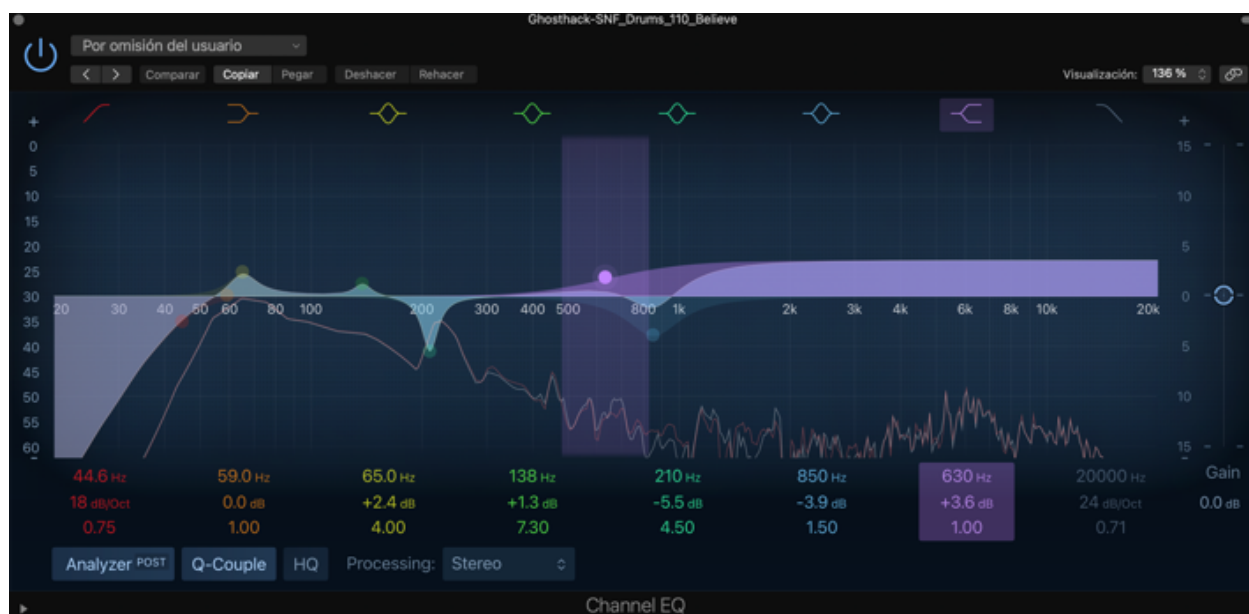 Ghosthack-SNF_Drums_110_Believe
Por omisión del usuario
Comparar Copiar Pegar Deshacer Rehacer Visualización: 136 %
+ +
0 15
5
10 10
15
20 5
25
30 0
20 30 40 50 60 80 100 200 300 400 500 800 1k 2k 3k 4k 6k 8k 10k 20k
35
40 5
45
50 10
55
60 15
- -
44.6 Hz 59.0 Hz 65.0 Hz 138 Hz 210 Hz 850 Hz 630 Hz 20000 Hz Gain
18 dB/Oct 0.0 dB +2.4 dB +1.3 dB -5.5 dB -3.9 dB +3.6 dB 24 dB/Oct 0.0 dB
0.75 1.00 4.00 7.30 4.50 1.50 1.00 0.71
Analyzer POST Q-Couple HQ Processing: Stereo
Channel EQ